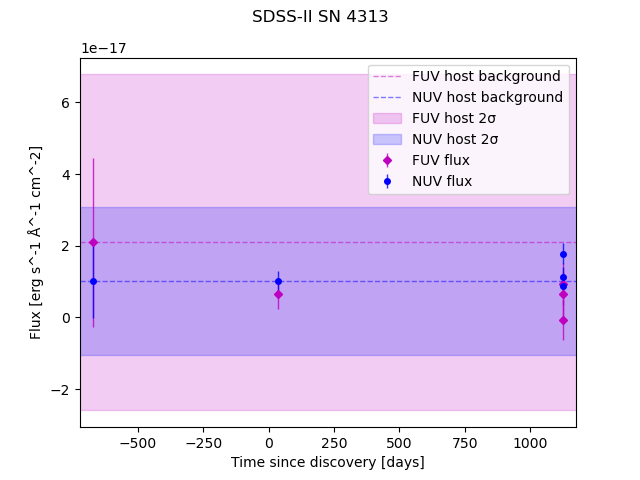 SDSS-II SN 4313
1e−17
FUV host background
NUV host background
FUV host 2σ
NUV host 2σ
FUV flux
NUV flux
6
4
2
0
−2
Flux [erg s^-1 Å^-1 cm^-2]
−500 −250 0 250 500 750 1000
Time since discovery [days]